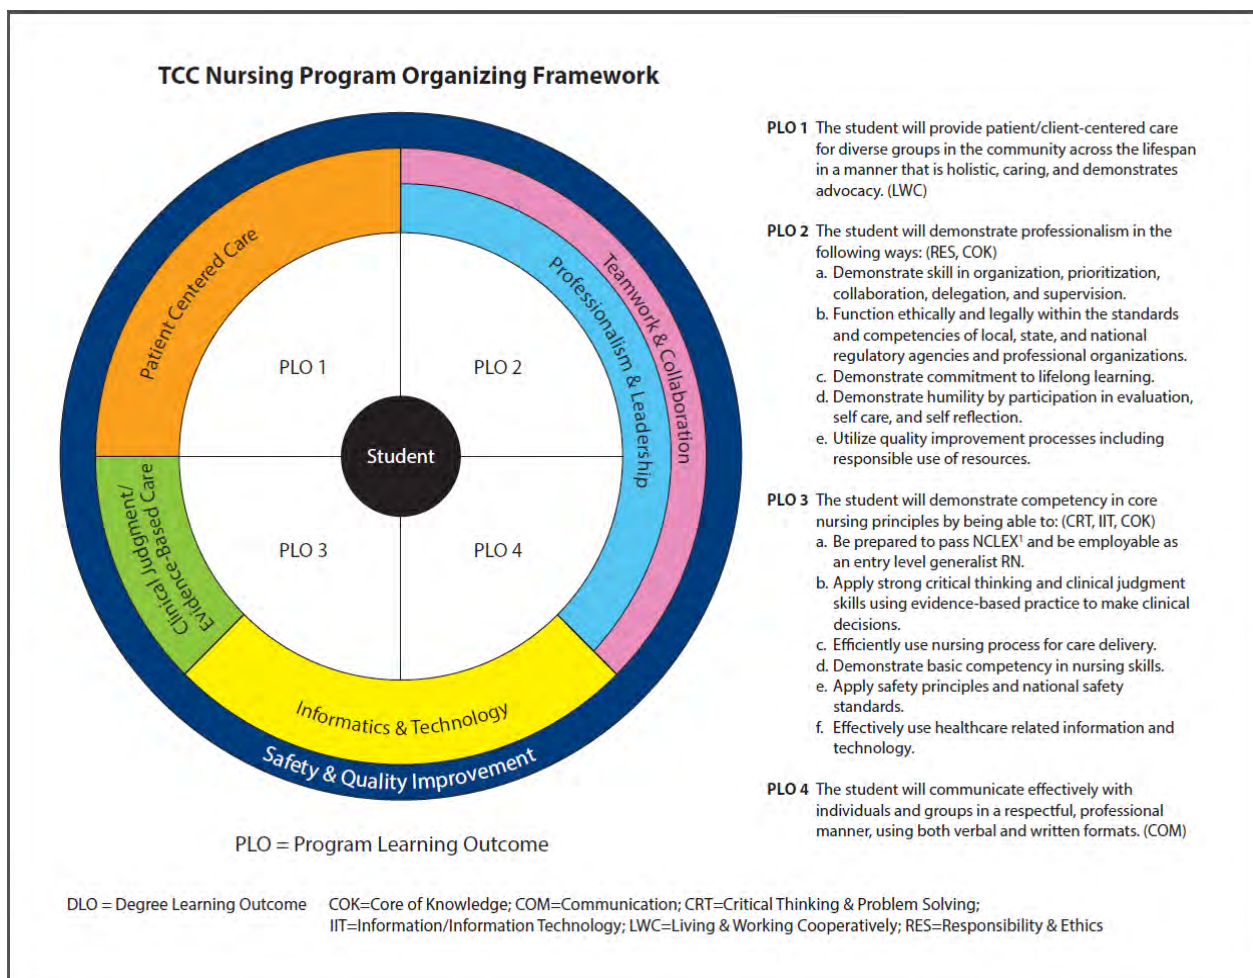 TCC Nursing Program Organizing Framework
Patient Centered Care
Teamwork & Collaboration
Professionalism & Leadership
PLO 1
PLO 2
Student
PLO 3
PLO 4
Clinical Judgment/
Evidence-Based Care
Informatics & Technology
Safety & Quality Improvement
PLO = Program Learning Outcome
PLO 1 The student will provide patient/client-centered care
for diverse groups in the community across the lifespan
in a manner that is holistic, caring, and demonstrates
advocacy. (LWC)
PLO 2 The student will demonstrate professionalism in the
following ways: (RES, COK)
a. Demonstrate skill in organization, prioritization,
collaboration, delegation, and supervision.
b. Function ethically and legally within the standards
and competencies of local, state, and national
regulatory agencies and professional organizations.
c. Demonstrate commitment to lifelong learning.
d. Demonstrate humility by participation in evaluation,
self care, and self reflection.
e. Utilize quality improvement processes including
responsible use of resources.
PLO 3 The student will demonstrate competency in core
nursing principles by being able to: (CRT, IIT, COK)
a. Be prepared to pass NCLEX¹ and be employable as
an entry level generalist RN.
b. Apply strong critical thinking and clinical judgment
skills using evidence-based practice to make clinical
decisions.
c. Efficiently use nursing process for care delivery.
d. Demonstrate basic competency in nursing skills.
e. Apply safety principles and national safety
standards.
f. Effectively use healthcare related information and
technology.
PLO 4 The student will communicate effectively with
individuals and groups in a respectful, professional
manner, using both verbal and written formats. (COM)
DLO = Degree Learning Outcome COK=Core of Knowledge; COM=Communication; CRT=Critical Thinking & Problem Solving;
IIT=Information/Information Technology; LWC=Living & Working Cooperatively; RES=Responsibility & Ethics